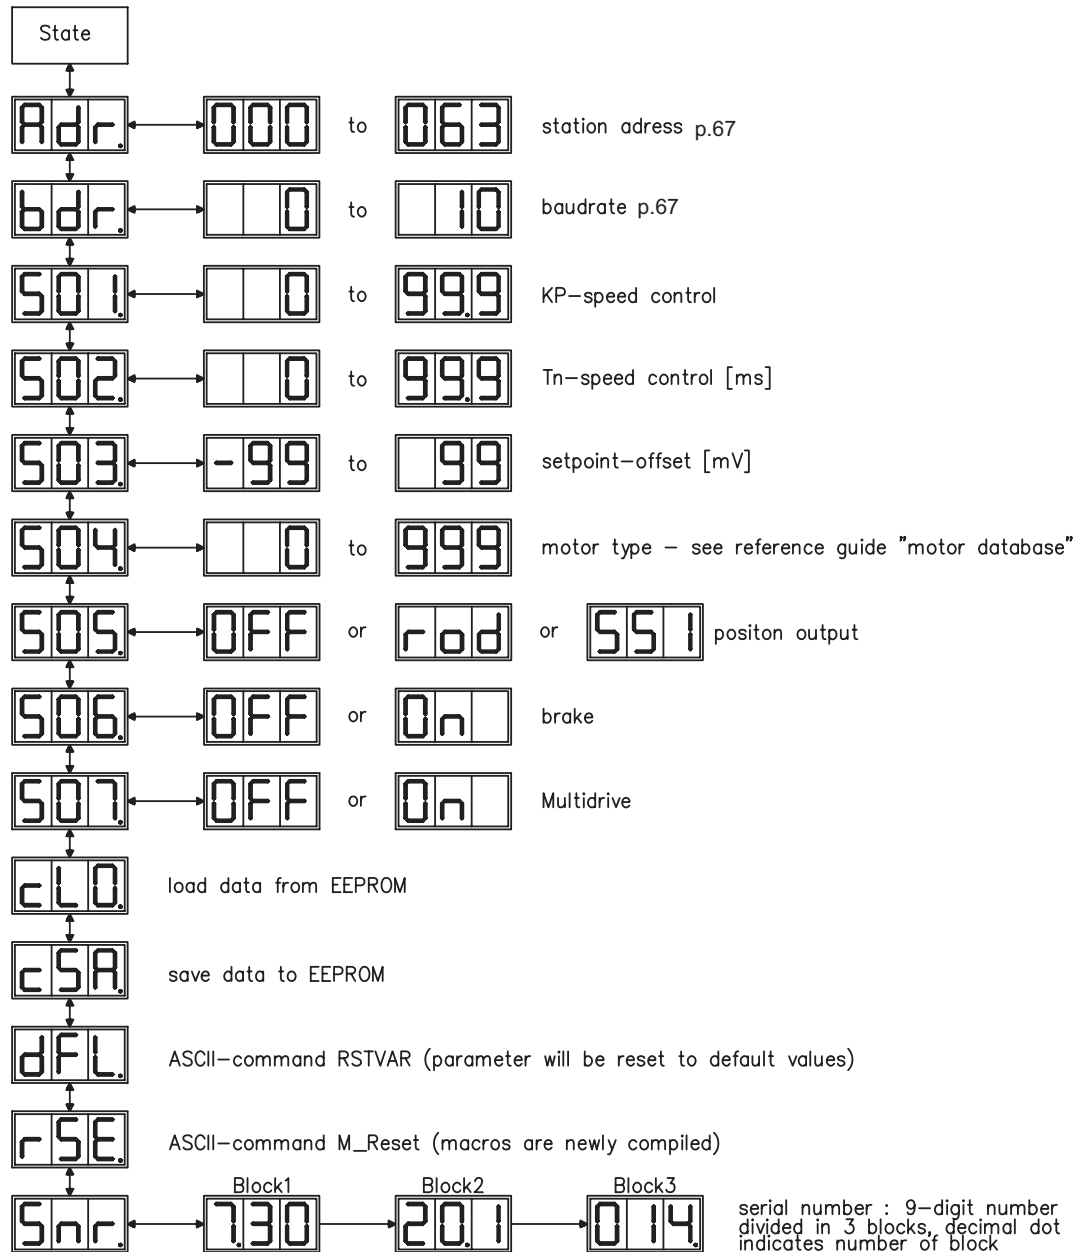 State
Adr. 000 to 063 station adress p.67
bdr. 0 to 10 baudrate p.67
S01. 0 to 99.9 KP-speed control
S02. 0 to 99.9 Tn-speed control [ms]
S03. -99 to 99 setpoint-offset [mV]
S04. 0 to 999 motor type - see reference guide "motor database"
S05. OFF or rod or SS1 positon output
S06. OFF or On brake
S07. OFF or On Multidrive
cLO. load data from EEPROM
cSA. save data to EEPROM
dFL. ASCII-command RSTVAR (parameter will be reset to default values)
rSE. ASCII-command M_Reset (macros are newly compiled)
Block1 Block2 Block3
Snr. 7.30 20.1 014. serial number : 9-digit number
divided in 3 blocks, decimal dot
indicates number of block